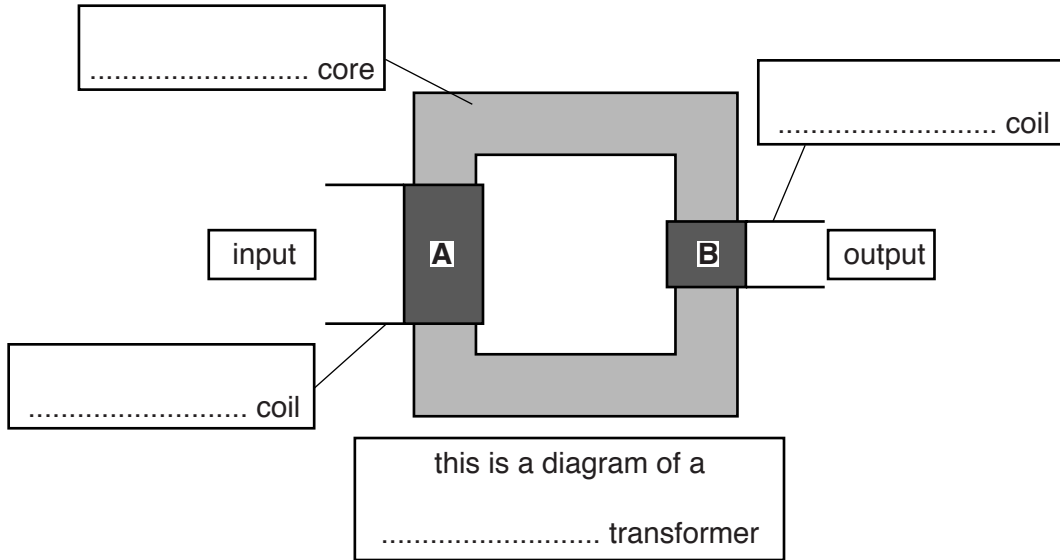 ........................... core
........................... coil
input
A
B
output
........................... coil
this is a diagram of a
........................... transformer